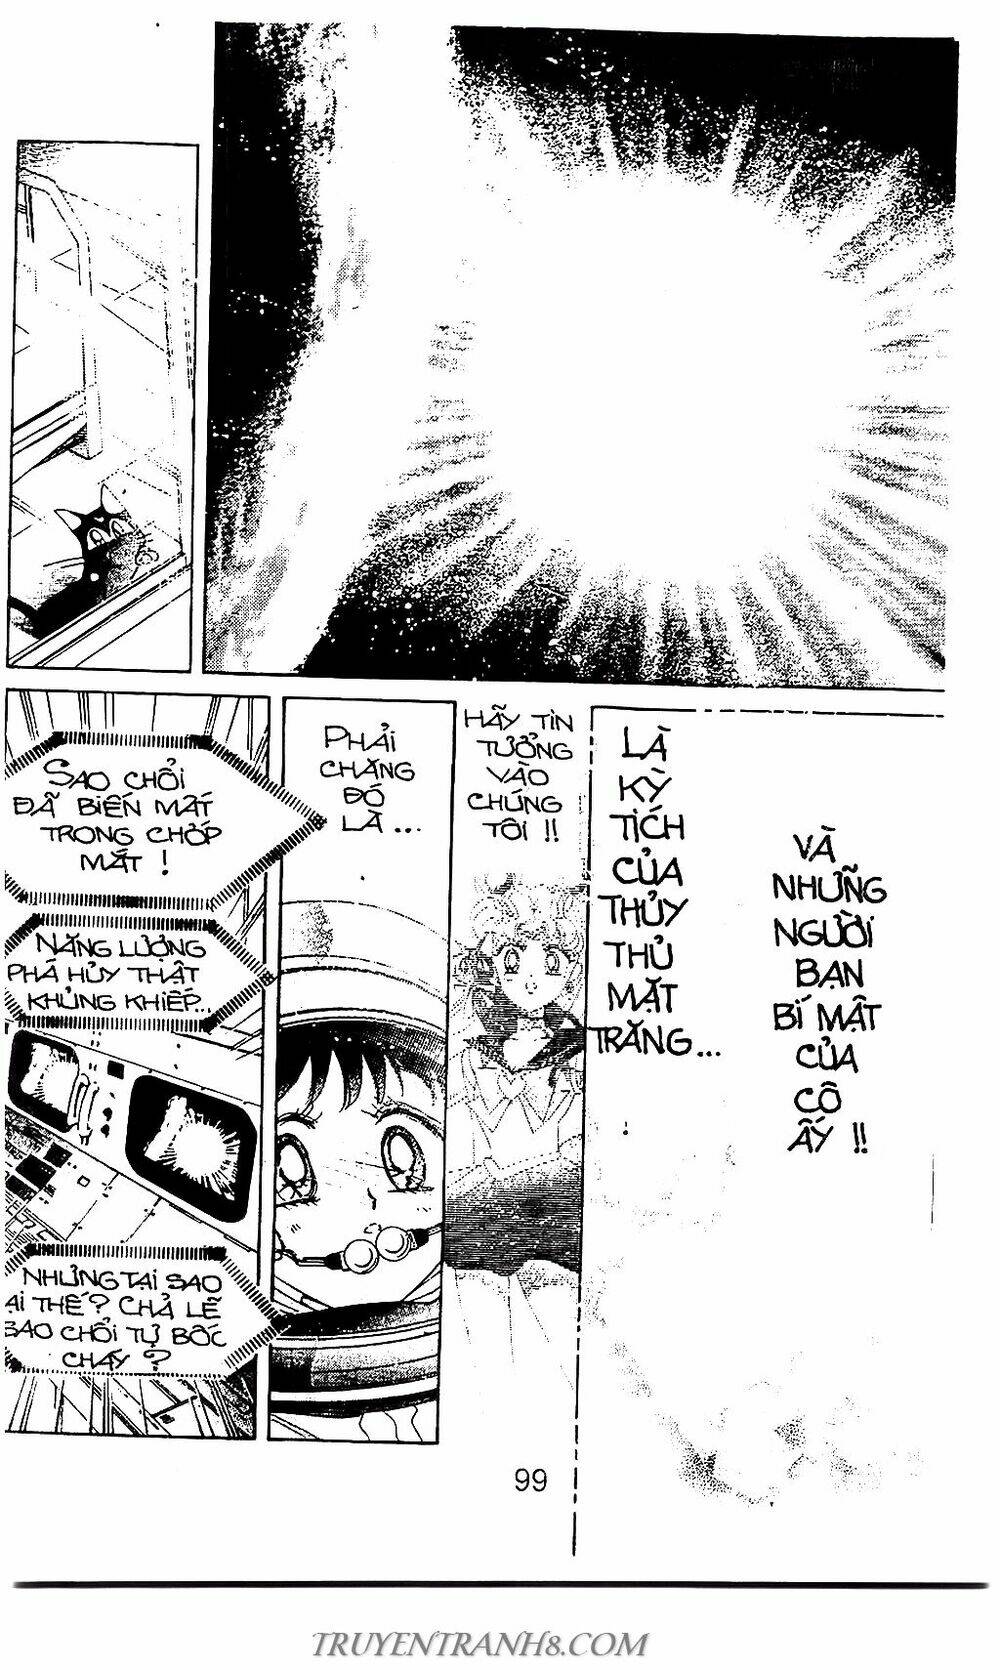 SAO CHỔI
ĐÃ BIẾN MẤT
TRONG CHỚP
MẮT !
NĂNG LƯỢNG
PHÁ HỦY THẬT
KHỦNG KHIẾP...
NHƯNG TẠI SAO
ẠI THẾ? CHẢ LẼ
SAO CHỔI TỰ BỐC
CHÁY ?
PHẢI
CHĂNG
ĐÓ
LÀ ...
HÃY TIN
TƯỞNG
VÀO
CHÚNG
TÔI !!
LÀ
KỲ
TÍCH
CỦA
THỦY
THỦ
MẶT
TRĂNG...
VÀ
NHỮNG
NGƯỜI
BẠN
BÍ MẬT
CỦA
CÔ
ẤY !!
99
TRUYENTRANH8.COM